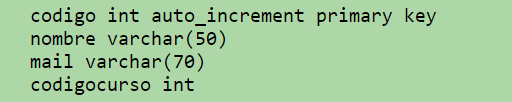 codigo int auto_increment primary key
nombre varchar(50)
mail varchar(70)
codigocurso int